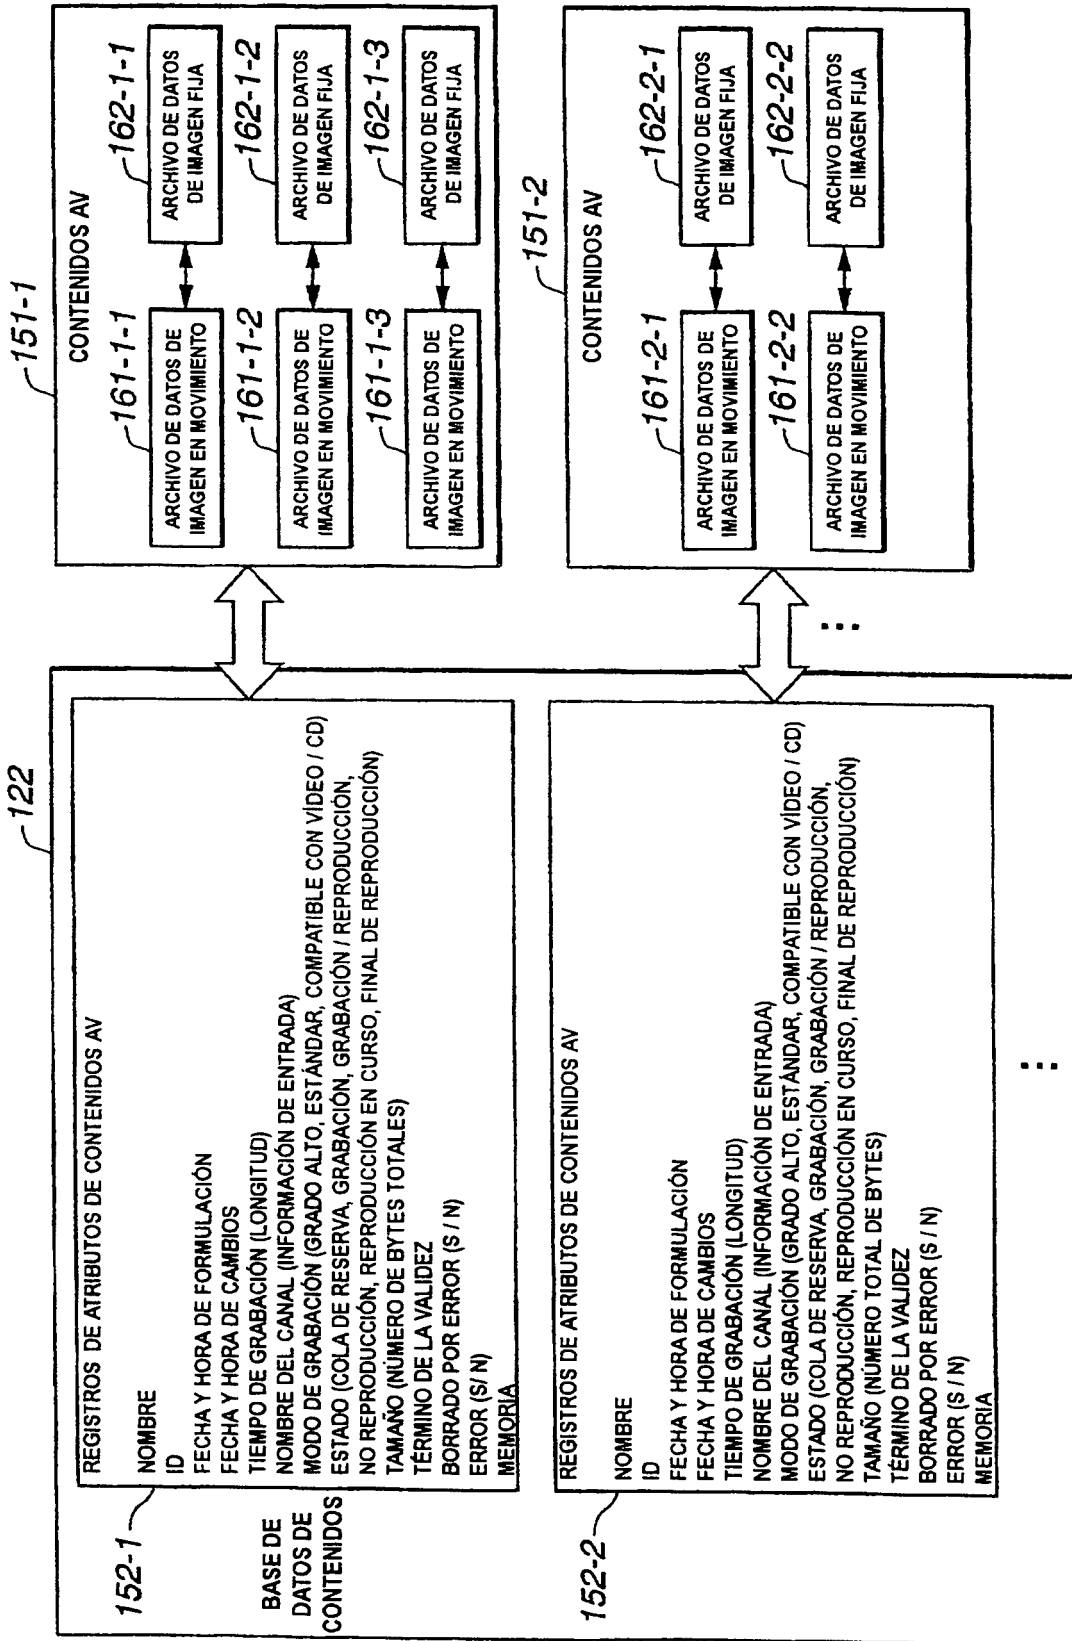 122
BASE DE
DATOS DE
CONTENIDOS
152-1
REGISTROS DE ATRIBUTOS DE CONTENIDOS AV
NOMBRE
ID
FECHA Y HORA DE FORMULACIÓN
FECHA Y HORA DE CAMBIOS
TIEMPO DE GRABACIÓN (LONGITUD)
NOMBRE DEL CANAL (INFORMACIÓN DE ENTRADA)
MODO DE GRABACIÓN (GRADO ALTO, ESTÁNDAR, COMPATIBLE CON VÍDEO / CD)
ESTADO (COLA DE RESERVA, GRABACIÓN, GRABACIÓN / REPRODUCCIÓN,
NO REPRODUCCIÓN, REPRODUCCIÓN EN CURSO, FINAL DE REPRODUCCIÓN)
TAMAÑO (NÚMERO DE BYTES TOTALES)
TÉRMINO DE LA VALIDEZ
BORRADO POR ERROR (S / N)
ERROR (S/ N)
MEMORIA
152-2
REGISTROS DE ATRIBUTOS DE CONTENIDOS AV
NOMBRE
ID
FECHA Y HORA DE FORMULACIÓN
FECHA Y HORA DE CAMBIOS
TIEMPO DE GRABACIÓN (LONGITUD)
NOMBRE DEL CANAL (INFORMACIÓN DE ENTRADA)
MODO DE GRABACIÓN (GRADO ALTO, ESTÁNDAR, COMPATIBLE CON VÍDEO / CD)
ESTADO (COLA DE RESERVA, GRABACIÓN, GRABACIÓN / REPRODUCCIÓN,
NO REPRODUCCIÓN, REPRODUCCIÓN EN CURSO, FINAL DE REPRODUCCIÓN)
TAMAÑO (NÚMERO TOTAL DE BYTES)
TÉRMINO DE LA VALIDEZ
BORRADO POR ERROR (S / N)
ERROR (S / N)
MEMORIA
151-1
CONTENIDOS AV
161-1-1
ARCHIVO DE DATOS DE
IMAGEN EN MOVIMIENTO
162-1-1
ARCHIVO DE DATOS
DE IMAGEN FIJA
161-1-2
ARCHIVO DE DATOS DE
IMAGEN EN MOVIMIENTO
162-1-2
ARCHIVO DE DATOS
DE IMAGEN FIJA
161-1-3
ARCHIVO DE DATOS DE
IMAGEN EN MOVIMIENTO
162-1-3
ARCHIVO DE DATOS
DE IMAGEN FIJA
151-2
CONTENIDOS AV
161-2-1
ARCHIVO DE DATOS DE
IMAGEN EN MOVIMIENTO
162-2-1
ARCHIVO DE DATOS
DE IMAGEN FIJA
161-2-2
ARCHIVO DE DATOS DE
IMAGEN EN MOVIMIENTO
162-2-2
ARCHIVO DE DATOS
DE IMAGEN FIJA